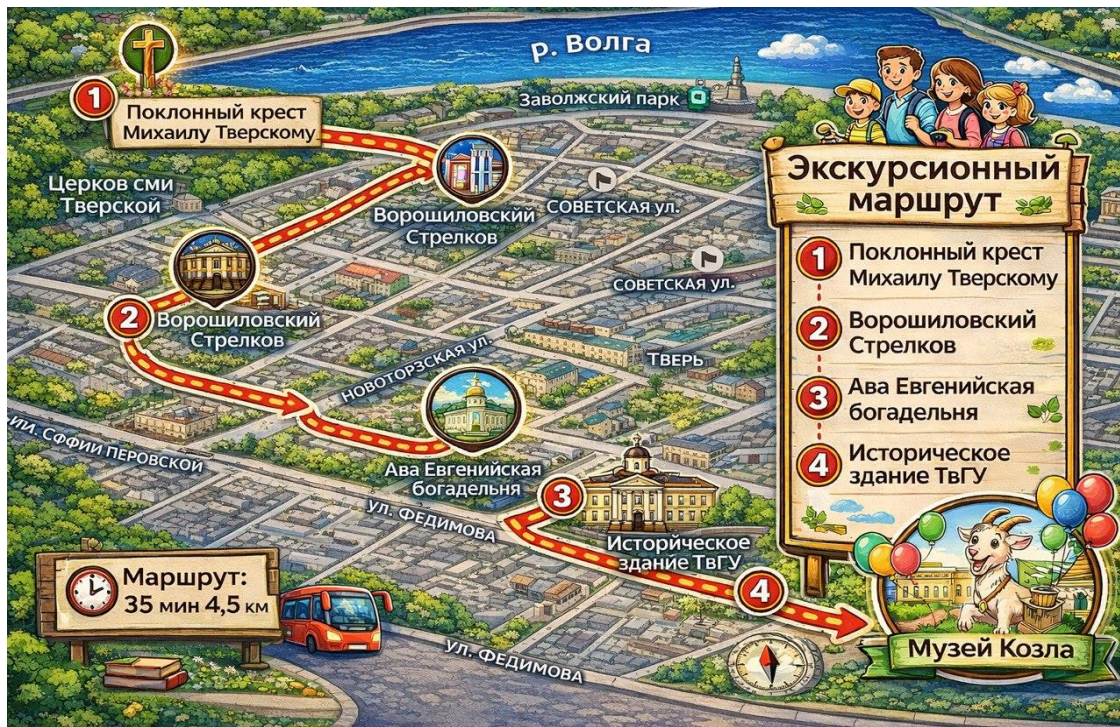 р. Волга
Заволжский парк
1
Поклонный крест
Михаилу Тверскому
Церков сми
Тверской
Ворошиловский
Стрелков
СОВЕТСКАЯ ул.
СОВЕТСКАЯ ул.
2
Ворошиловский
Стрелков
НОВОТОРЗСКАЯ ул.
ТВЕРЬ
ИИ. СФФИИ ПЕРОВСКОЙ
Ава Евгенийская
богадельня
ул. ФЕДИМОВА
3
Исторйческое
здание ТвГУ
4
ул. ФЕДИМОВА
Маршрут:
35 мин 4,5 км
Экскурсионный
маршрут
1 Поклонный крест
Михаилу Тверскому
2 Ворошиловский
Стрелков
3 Ава Евгенийская
богадельня
4 Историческое
здание ТвГУ
Музей Козла